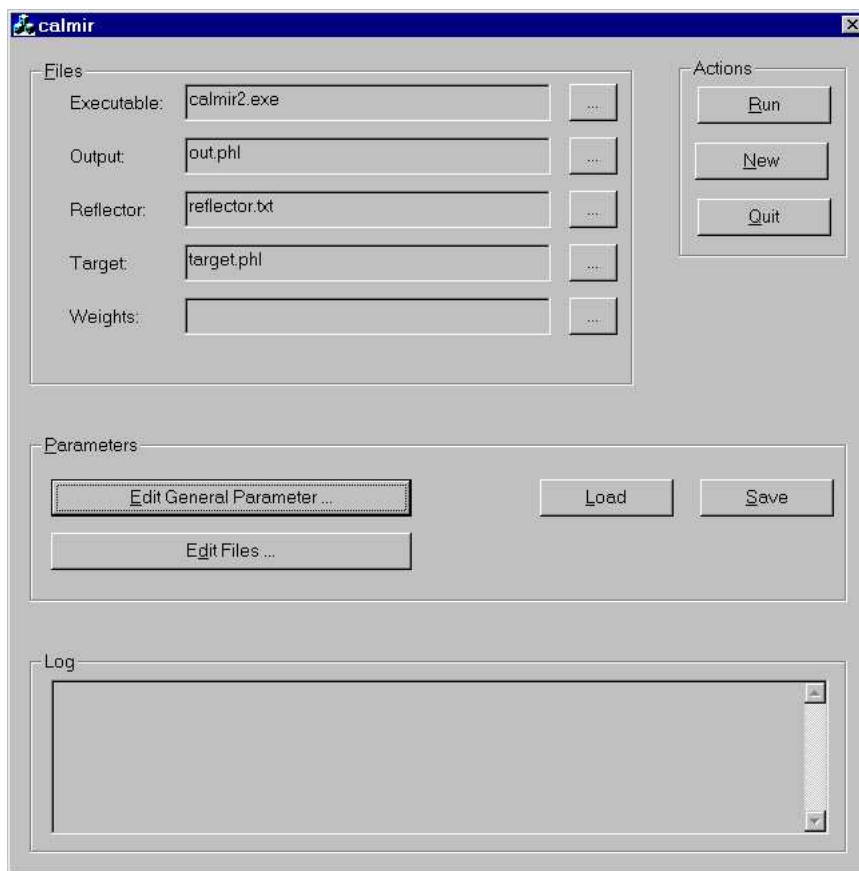 calmir
Files
Actions
Executable: calmir2.exe ...
Run
Output: out.phl ...
New
Reflector: reflector.txt ...
Quit
Target: target.phl ...
Weights: ...
Parameters
Edit General Parameter ...
Load
Save
Edit Files ...
Log